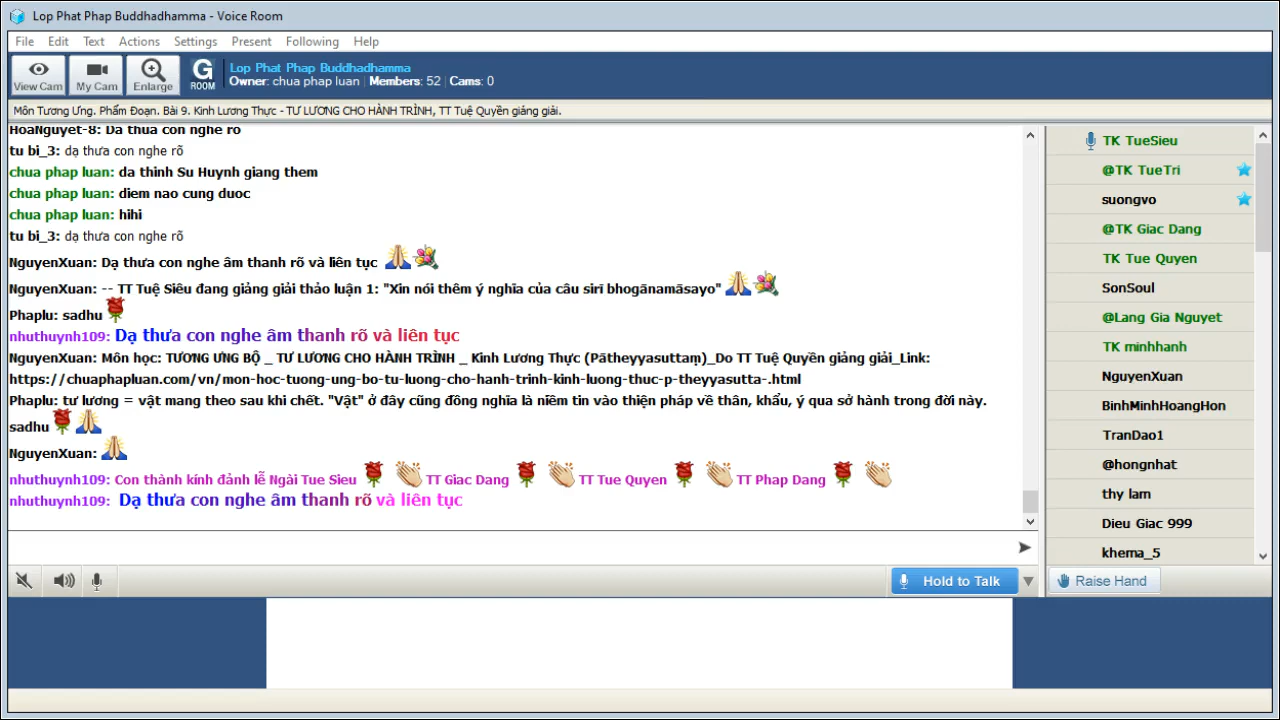 Lop Phat Phap Buddhadhamma - Voice Room
File Edit Text Actions Settings Present Following Help
View Cam My Cam Enlarge G ROOM
Lop Phat Phap Buddhadhamma
Owner: chua phap luan Members: 52 Cams: 0
Môn Tương Ưng. Phẩm Đoạn. Bài 9. Kinh Lương Thực - TƯ LƯƠNG CHO HÀNH TRÌNH, TT Tuệ Quyền giảng giải.
HoaNguyet-8: Da thua con nghe ro
tu bi_3: dạ thưa con nghe rõ
chua phap luan: da thinh Su Huynh giang them
chua phap luan: diem nao cung duoc
chua phap luan: hihi
tu bi_3: dạ thưa con nghe rõ
NguyenXuan: Dạ thưa con nghe âm thanh rõ và liên tục
NguyenXuan: -- TT Tuệ Siêu đang giảng giải thảo luận 1: "Xin nói thêm ý nghĩa của câu sirī bhogānamāsayo"
Phaplu: sadhu
nhuthuynh109: Dạ thưa con nghe âm thanh rõ và liên tục
NguyenXuan: Môn học: TƯƠNG ƯNG BỘ _ TƯ LƯƠNG CHO HÀNH TRÌNH _ Kinh Lương Thực (Pātheyyasuttaṃ)_Do TT Tuệ Quyền giảng giải_Link:
https://chuaphapluan.com/vn/mon-hoc-tuong-ung-bo-tu-luong-cho-hanh-trinh-kinh-luong-thuc-p-theyyasutta-.html
Phaplu: tư lương = vật mang theo sau khi chết. "Vật" ở đây cũng đồng nghĩa là niềm tin vào thiện pháp về thân, khẩu, ý qua sở hành trong đời này.
sadhu
NguyenXuan:
nhuthuynh109: Con thành kính đảnh lễ Ngài Tue Sieu TT Giac Dang TT Tue Quyen TT Phap Dang
nhuthuynh109: Dạ thưa con nghe âm thanh rõ và liên tục
TK TueSieu
@TK TueTri
suongvo
@TK Giac Dang
TK Tue Quyen
SonSoul
@Lang Gia Nguyet
TK minhhanh
NguyenXuan
BinhMinhHoangHon
TranDao1
@hongnhat
thy lam
Dieu Giac 999
khema_5
Hold to Talk
Raise Hand